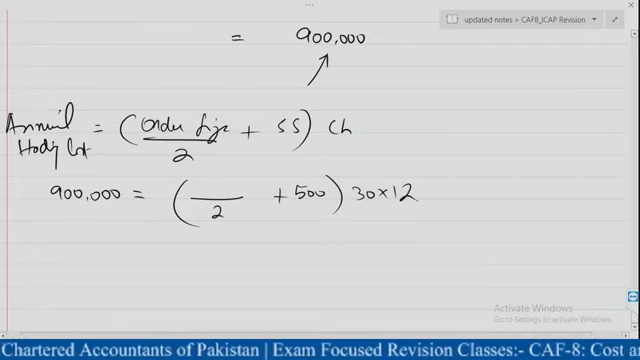 updated notes > CAF8_ICAP Revision
= 900,000
Annual Hodg Cost = (Order Size / 2 + SS) Ch
900,000 = ( / 2 + 500) 30 × 12
Activate Windows
Go to Settings to activate Windows.
Chartered Accountants of Pakistan | Exam Focused Revision Classes:- CAF-8: Cost a